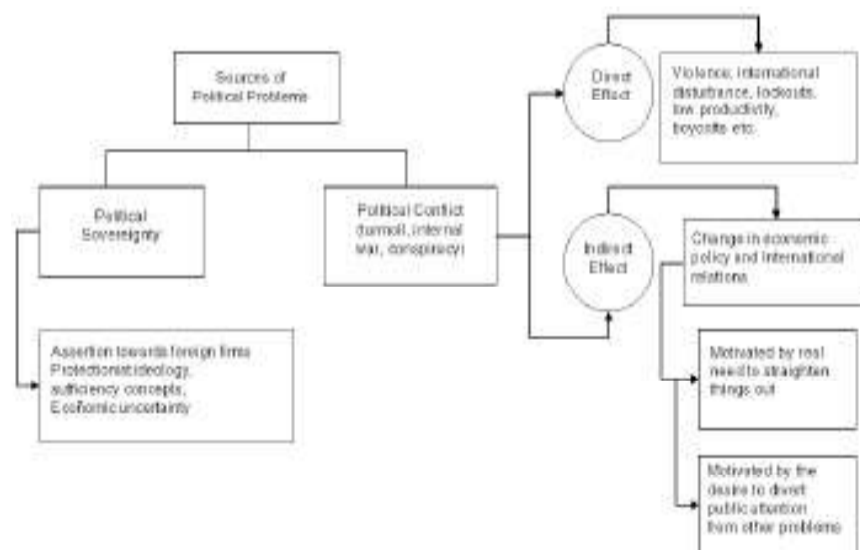 Sources of
Political Problems
Political
Sovereignty
Assertion towards foreign firms
Protectionist ideology,
sufficiency concepts,
Economic uncertainty
Political Conflict
(turmoil, internal
war, conspiracy)
Direct
Effect
Violence, international
disturbance, lockouts,
low productivity,
boycotts etc.
Indirect
Effect
Change in economic
policy and International
relations
Motivated by real
need to straighten
things out
Motivated by the
desire to divert
public attention
from other problems